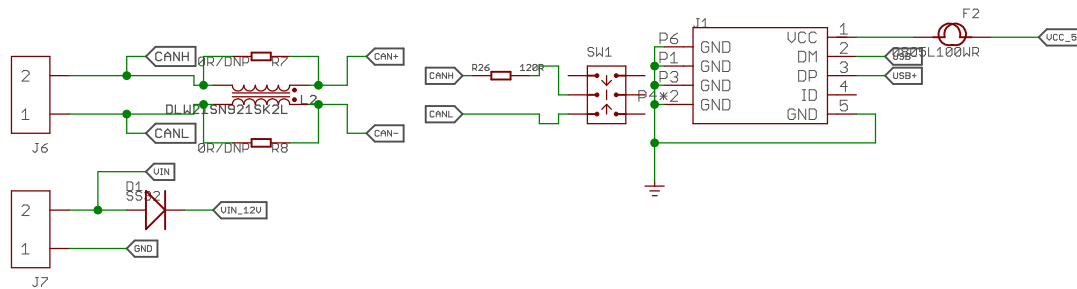 CANH
0R/DNP R7
CAN+
2
1
DLW21SN921SK2L
L2
CANL
0R/DNP R8
CAN-
J6
VIN
D1
SS32
2
VIN_12V
1
GND
J7
CANH
R26 120R
SW1
CANL
J1
P6 GND
P1 GND
P3 GND
P4*2 GND
VCC 1
DM 2
DP 3
ID 4
GND 5
F2
VCC_5
USB-
USB+